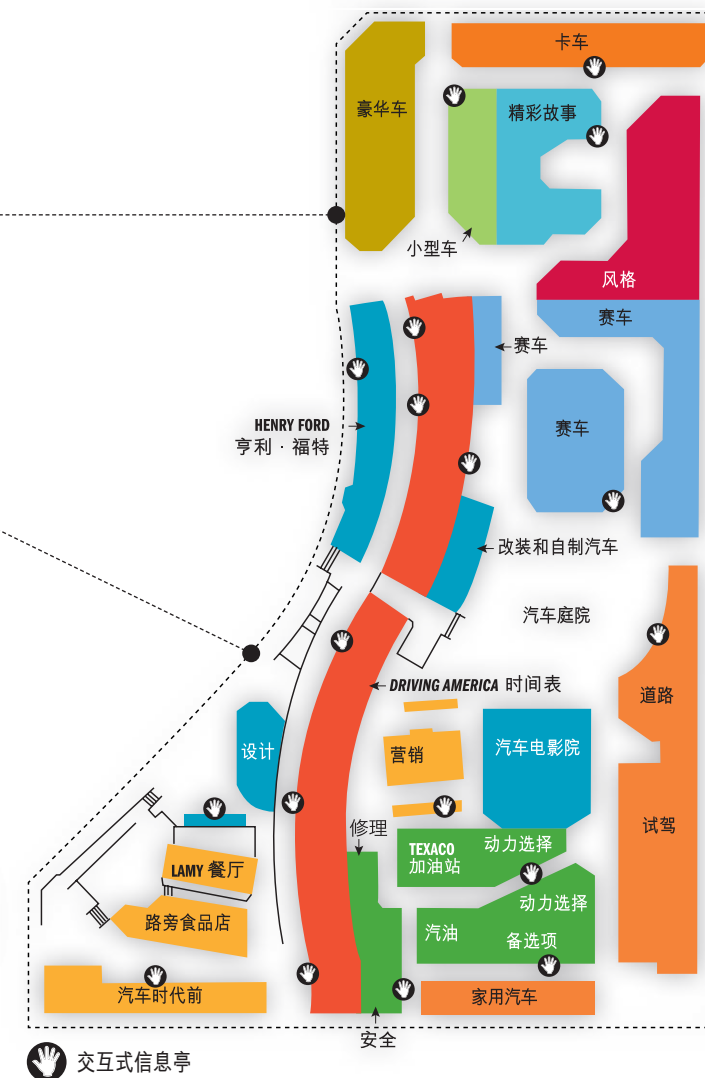 卡车
豪华车
精彩故事
小型车
风格
赛车
赛车
赛车
HENRY FORD
亨利 · 福特
改装和自制汽车
汽车庭院
DRIVING AMERICA 时间表
道路
设计
营销
汽车电影院
试驾
修理
TEXACO
加油站
动力选择
LAMY 餐厅
动力选择
路旁食品店
汽油
备选项
汽车时代前
家用汽车
安全
交互式信息亭